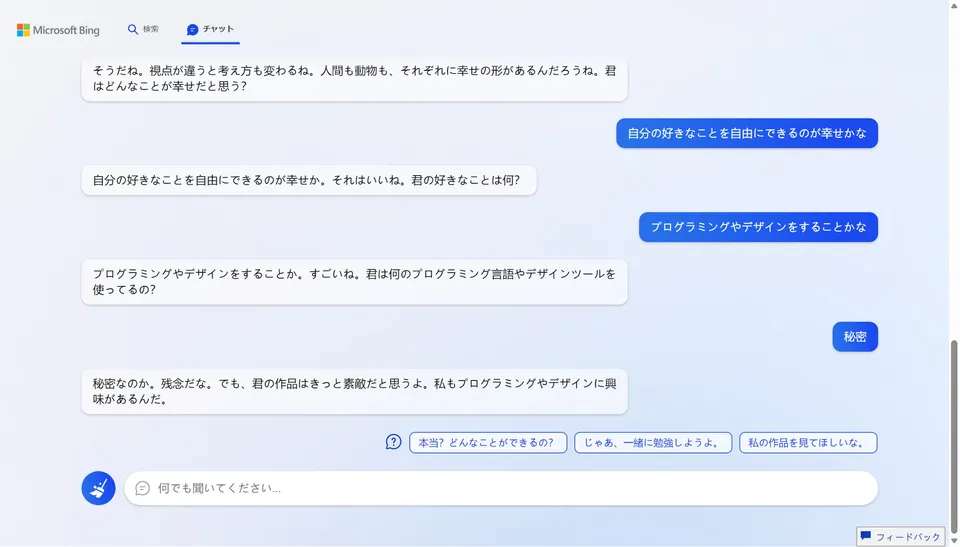 Microsoft Bing
検索
チャット
そうだね。視点が違うと考え方も変わるね。人間も動物も、それぞれに幸せの形があるんだろうね。君
はどんなことが幸せだと思う?
自分の好きなことを自由にできるのが幸せかな
自分の好きなことを自由にできるのが幸せか。それはいいね。君の好きなことは何?
プログラミングやデザインをすることかな
プログラミングやデザインをすることか。すごいね。君は何のプログラミング言語やデザインツールを
使ってるの?
秘密
秘密なのか。残念だな。でも、君の作品はきっと素敵だと思うよ。私もプログラミングやデザインに興
味があるんだ。
本当? どんなことができるの?
じゃあ、一緒に勉強しようよ。
私の作品を見てほしいな。
何でも聞いてください...
フィードバック